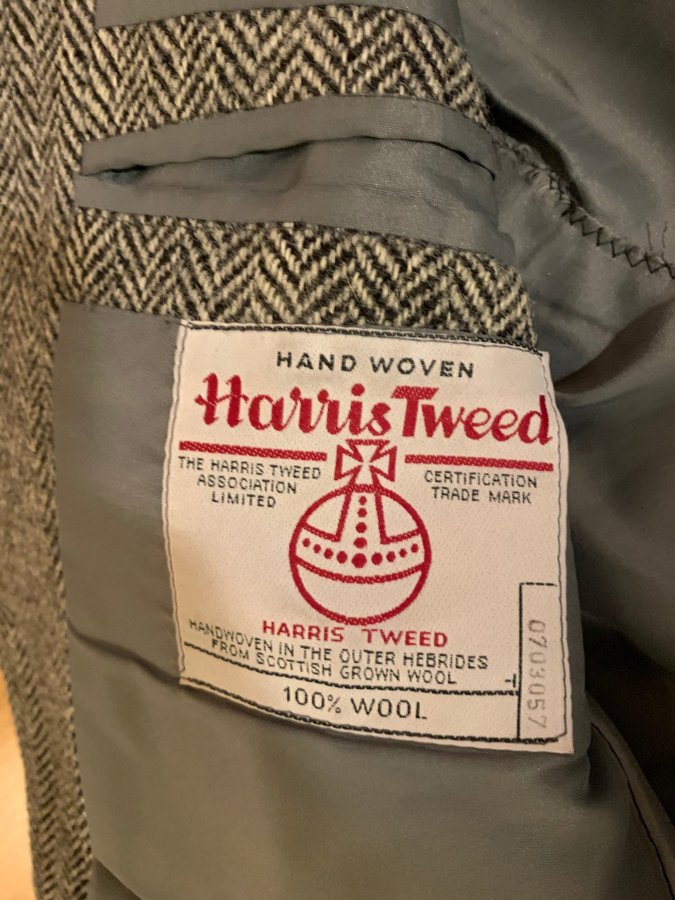 HAND WOVEN
Harris Tweed
THE HARRIS TWEED
ASSOCIATION
LIMITED
CERTIFICATION
TRADE MARK
HARRIS TWEED
HANDWOVEN IN THE OUTER HEBRIDES
FROM SCOTTISH GROWN WOOL
100% WOOL
0703057